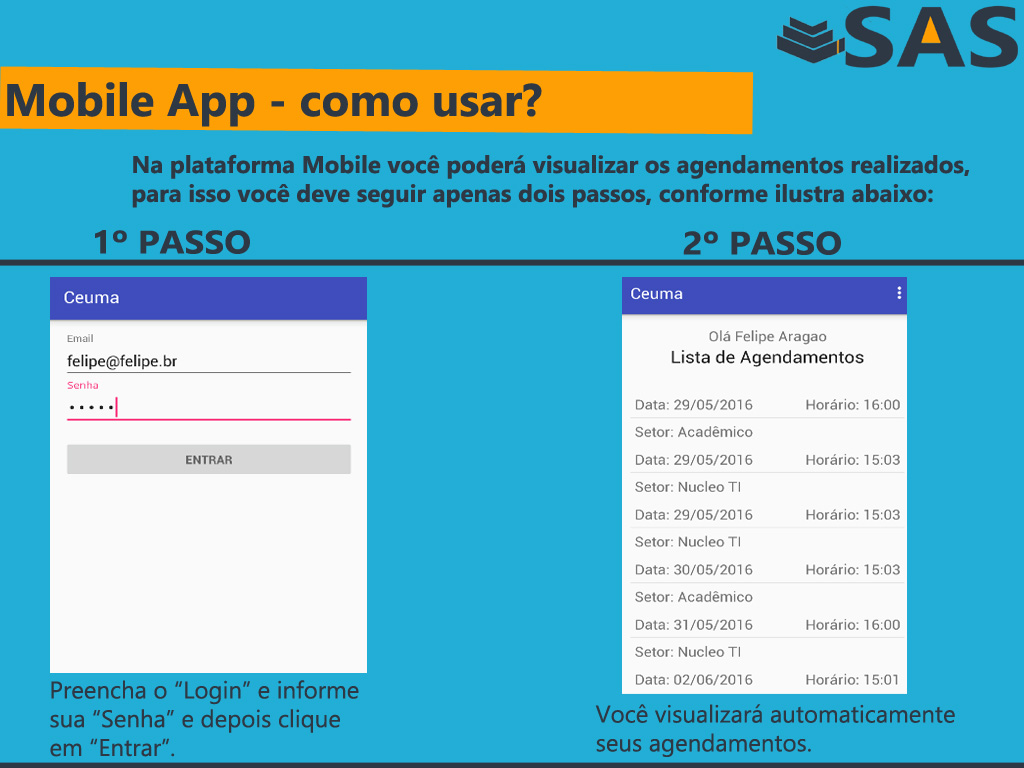 SAS
Mobile App - como usar?
Na plataforma Mobile você poderá visualizar os agendamentos realizados,
para isso você deve seguir apenas dois passos, conforme ilustra abaixo:
1º PASSO
2º PASSO
Ceuma
Email
felipe@felipe.br
Senha
•••••
ENTRAR
Preencha o “Login” e informe
sua “Senha” e depois clique
em “Entrar”.
Ceuma
Olá Felipe Aragao
Lista de Agendamentos
Data: 29/05/2016 Horário: 16:00
Setor: Acadêmico
Data: 29/05/2016 Horário: 15:03
Setor: Nucleo TI
Data: 29/05/2016 Horário: 15:03
Setor: Nucleo TI
Data: 30/05/2016 Horário: 15:03
Setor: Acadêmico
Data: 31/05/2016 Horário: 16:00
Setor: Nucleo TI
Data: 02/06/2016 Horário: 15:01
Você visualizará automaticamente
seus agendamentos.